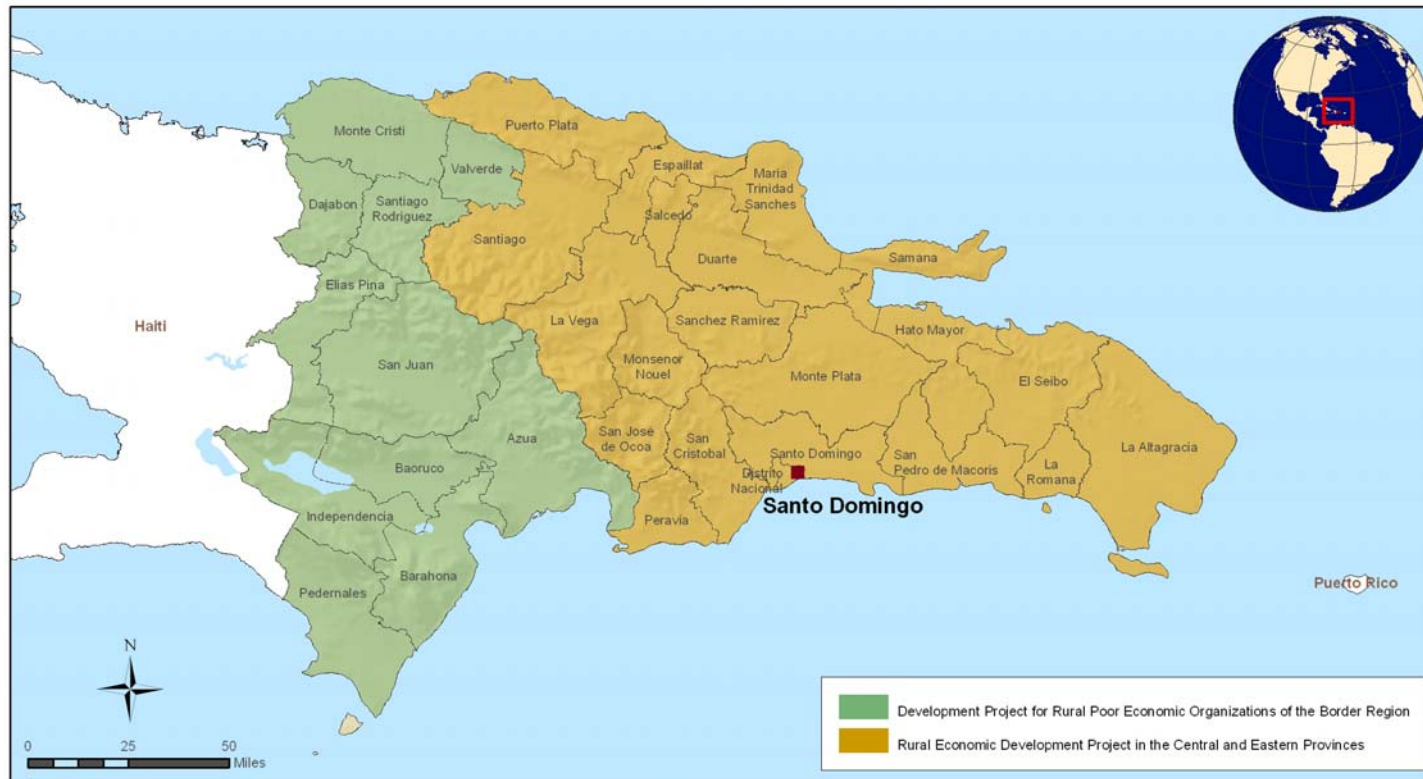 Monte Cristi
Puerto Plata
Valverde
Espaillat
Maria
Trinidad
Sanches
Dajabon
Santiago
Rodriguez
Salcedo
Santiago
Duarte
Samana
Elias Pina
Haiti
La Vega
Sanchez Ramirez
Hato Mayor
San Juan
Monsenor
Nouel
Monte Plata
El Seibo
San José
de Ocoa
San
Cristobal
Azua
Baoruco
Santo Domingo
Distrito
Nacional
San
Pedro de Macoris
La
Romana
La Altagracia
Santo Domingo
Independencia
Peravia
Barahona
Pedernales
Puerto Rico
N
0 25 50
Miles
Development Project for Rural Poor Economic Organizations of the Border Region
Rural Economic Development Project in the Central and Eastern Provinces